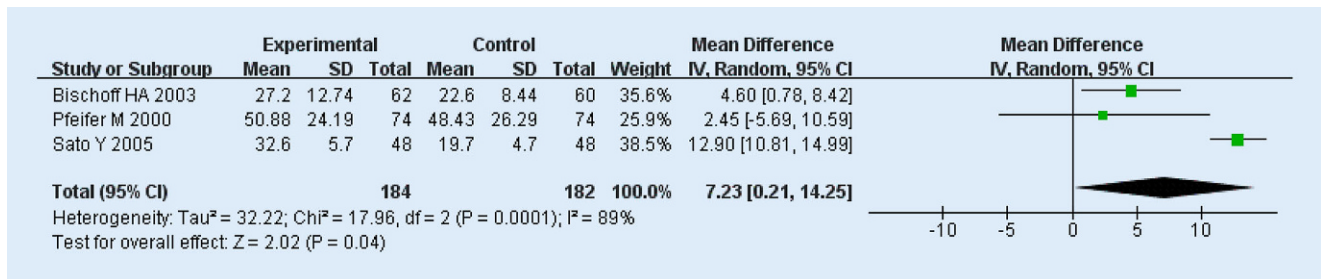 Experimental Control Mean Difference Mean Difference
Study or Subgroup Mean SD Total Mean SD Total Weight IV, Random, 95% CI IV, Random, 95% CI
Bischoff HA 2003 27.2 12.74 62 22.6 8.44 60 35.6% 4.60 [0.78, 8.42]
Pfeifer M 2000 50.88 24.19 74 48.43 26.29 74 25.9% 2.45 [-5.69, 10.59]
Sato Y 2005 32.6 5.7 48 19.7 4.7 48 38.5% 12.90 [10.81, 14.99]
Total (95% CI) 184 182 100.0% 7.23 [0.21, 14.25]
Heterogeneity: Tau² = 32.22; Chi² = 17.96, df = 2 (P = 0.0001); I² = 89%
Test for overall effect: Z = 2.02 (P = 0.04)
-10 -5 0 5 10